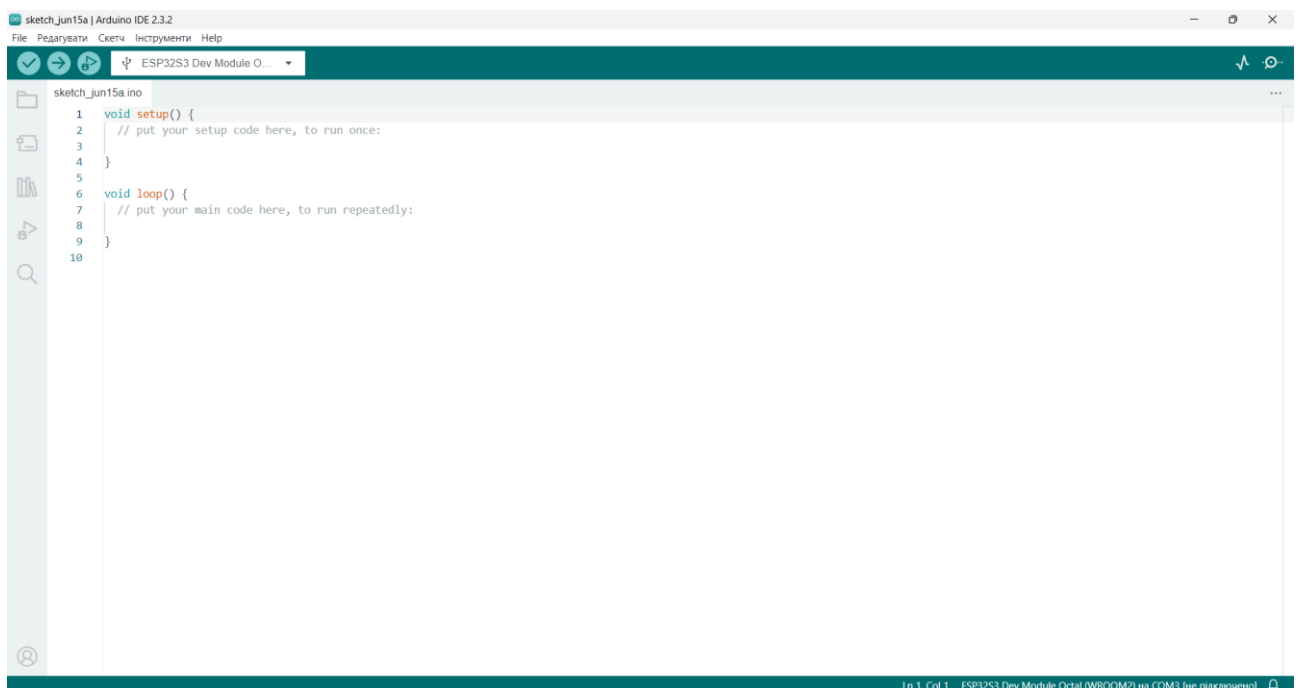 sketch_jun15a | Arduino IDE 2.3.2
File Редагувати Скетч Інструменти Help
ESP32S3 Dev Module O...
sketch_jun15a.ino
1 void setup() {
2 // put your setup code here, to run once:
3
4 }
5
6 void loop() {
7 // put your main code here, to run repeatedly:
8
9 }
10
Ln 1, Col 1 ESP32S3 Dev Module Octal (WROOM2) на COM3 [не підключено]